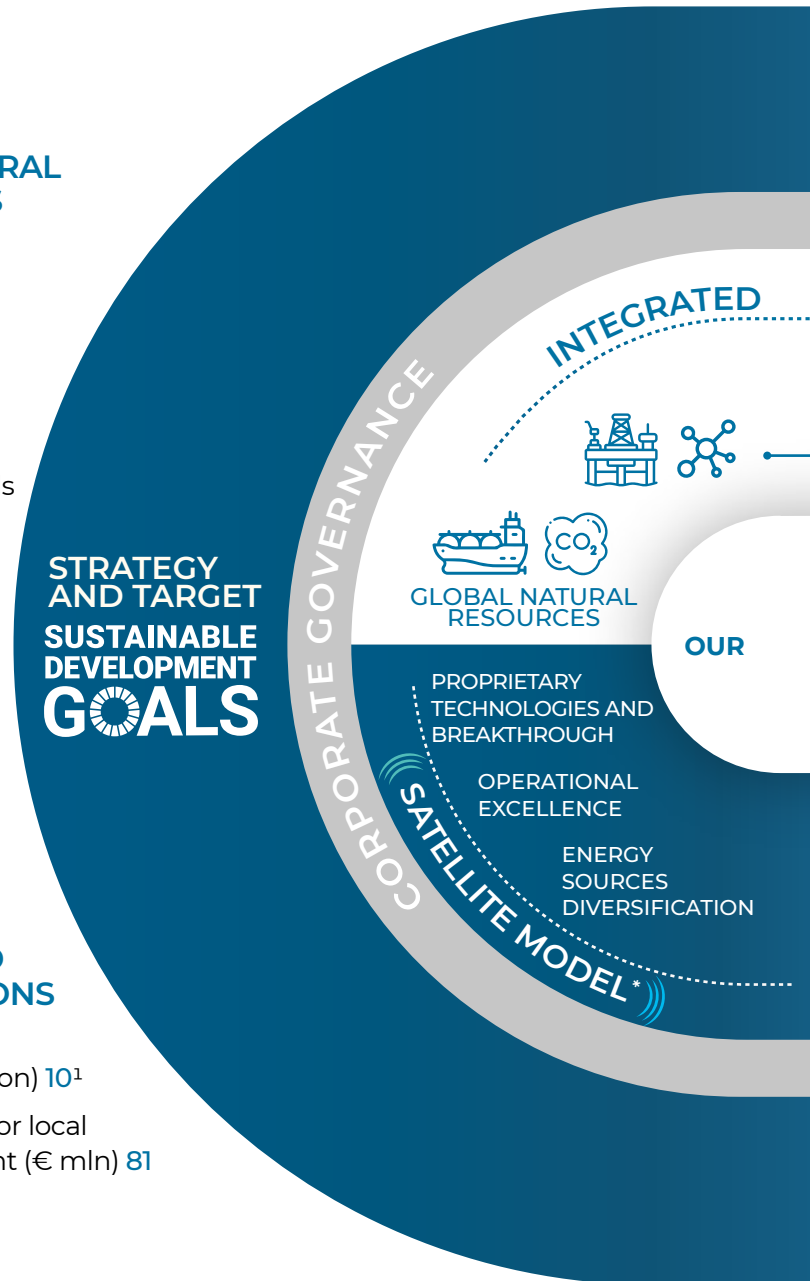 RAL
S
s
STRATEGY
AND TARGET
SUSTAINABLE
DEVELOPMENT
GOALS
CORPORATE GOVERNANCE
INTEGRATED
CO2
GLOBAL NATURAL
RESOURCES
OUR
PROPRIETARY
TECHNOLOGIES AND
BREAKTHROUGH
OPERATIONAL
EXCELLENCE
ENERGY
SOURCES
DIVERSIFICATION
SATELLITE MODEL*
ONS
on) 10¹
or local
nt (€ mln) 81